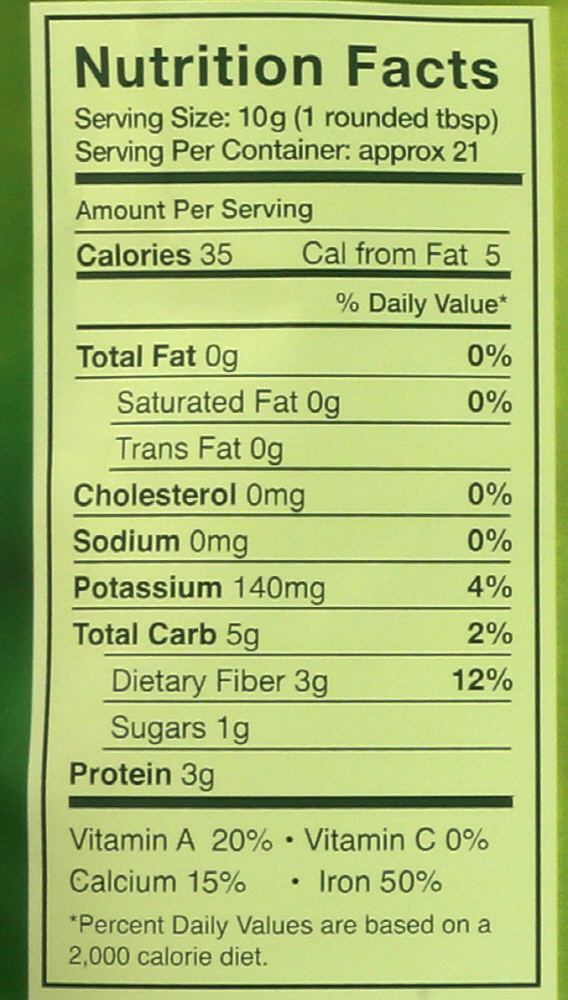 Nutrition Facts
Serving Size: 10g (1 rounded tbsp)
Serving Per Container: approx 21
Amount Per Serving
Calories 35 Cal from Fat 5
% Daily Value*
Total Fat 0g 0%
Saturated Fat 0g 0%
Trans Fat 0g
Cholesterol 0mg 0%
Sodium 0mg 0%
Potassium 140mg 4%
Total Carb 5g 2%
Dietary Fiber 3g 12%
Sugars 1g
Protein 3g
Vitamin A 20% • Vitamin C 0%
Calcium 15% • Iron 50%
*Percent Daily Values are based on a
2,000 calorie diet.